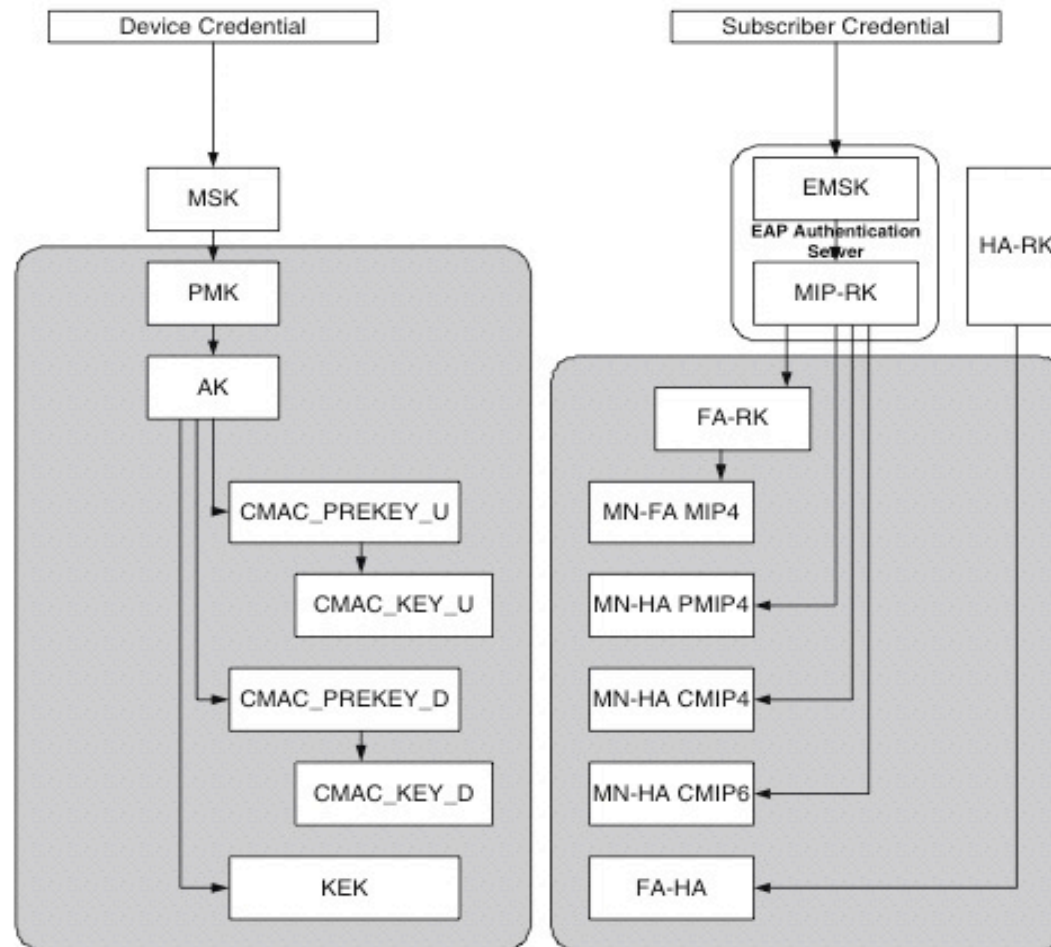 Device Credential
Subscriber Credential
MSK
EMSK
EAP Authentication
Server
HA-RK
PMK
MIP-RK
AK
FA-RK
CMAC_PREKEY_U
MN-FA MIP4
CMAC_KEY_U
MN-HA PMIP4
CMAC_PREKEY_D
MN-HA CMIP4
CMAC_KEY_D
MN-HA CMIP6
KEK
FA-HA